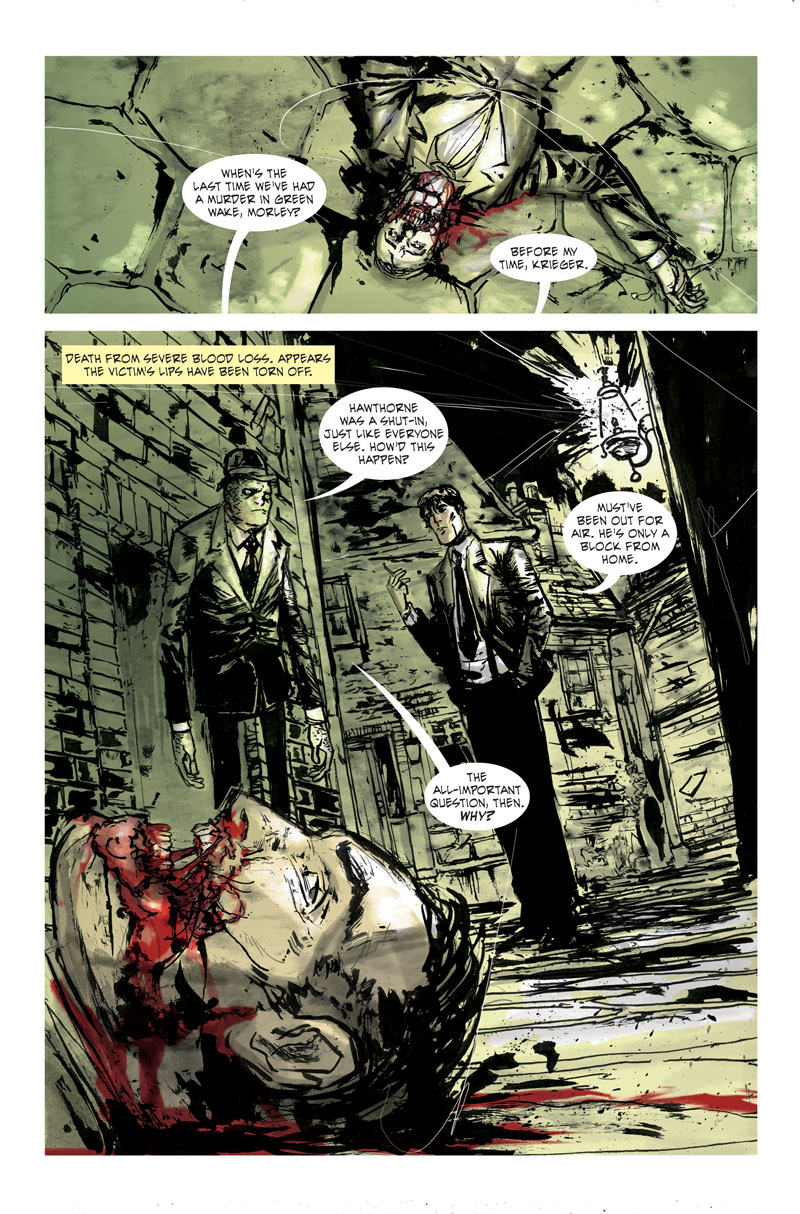 WHEN'S THE
LAST TIME WE'VE HAD
A MURDER IN GREEN
WAKE, MORLEY?
BEFORE MY
TIME, KRIEGER.
DEATH FROM SEVERE BLOOD LOSS. APPEARS
THE VICTIM'S LIPS HAVE BEEN TORN OFF.
HAWTHORNE
WAS A SHUT-IN,
JUST LIKE EVERYONE
ELSE. HOW'D THIS
HAPPEN?
MUST'VE
BEEN OUT FOR
AIR. HE'S ONLY A
BLOCK FROM
HOME.
THE
ALL-IMPORTANT
QUESTION, THEN.
WHY?